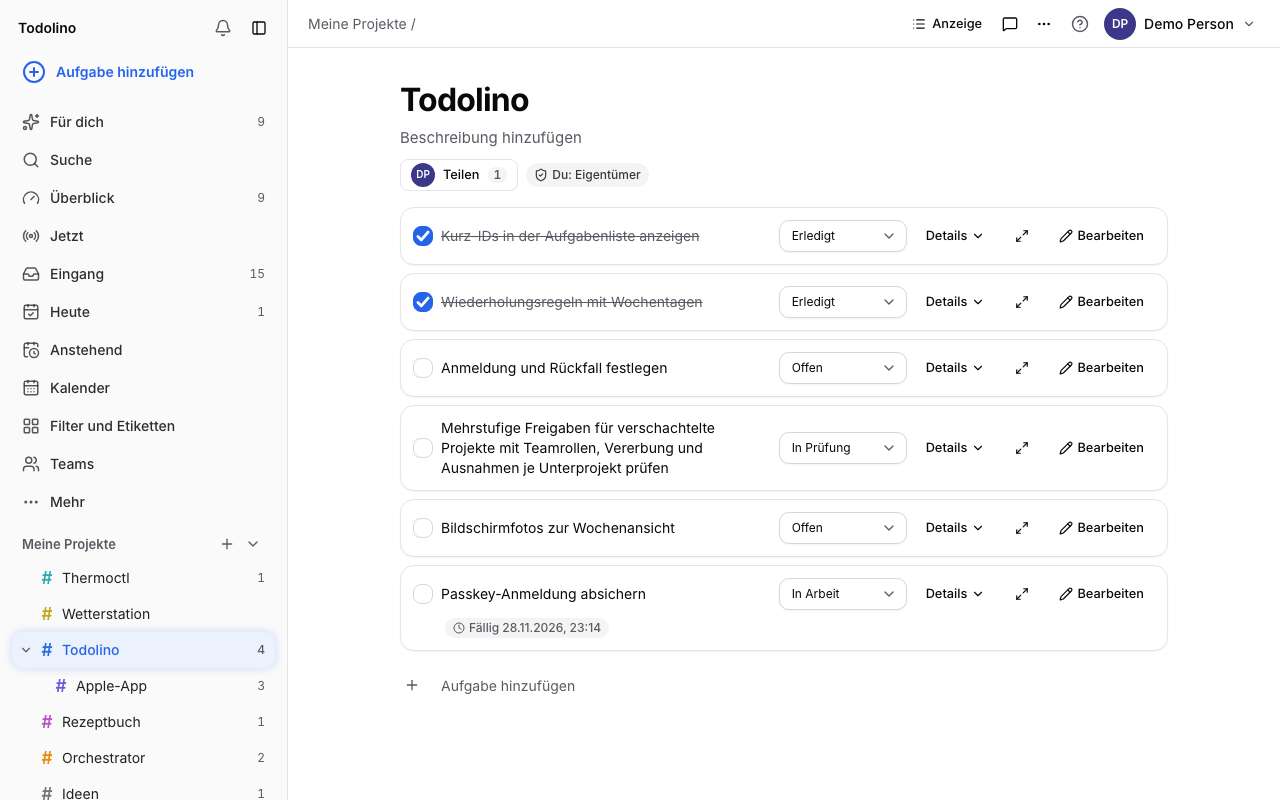 Todolino
Aufgabe hinzufügen
Für dich 9
Suche
Überblick 9
Jetzt
Eingang 15
Heute 1
Anstehend
Kalender
Filter und Etiketten
Teams
Mehr
Meine Projekte
# Thermoctl 1
# Wetterstation
# Todolino 4
# Apple-App 3
# Rezeptbuch 1
# Orchestrator 2
# Ideen 1
Meine Projekte /
Anzeige
DP Demo Person
Todolino
Beschreibung hinzufügen
DP Teilen 1 Du: Eigentümer
Kurz-IDs in der Aufgabenliste anzeigen Erledigt Details Bearbeiten
Wiederholungsregeln mit Wochentagen Erledigt Details Bearbeiten
Anmeldung und Rückfall festlegen Offen Details Bearbeiten
Mehrstufige Freigaben für verschachtelte
Projekte mit Teamrollen, Vererbung und
Ausnahmen je Unterprojekt prüfen
In Prüfung Details Bearbeiten
Bildschirmfotos zur Wochenansicht Offen Details Bearbeiten
Passkey-Anmeldung absichern In Arbeit Details Bearbeiten
Fällig 28.11.2026, 23:14
Aufgabe hinzufügen